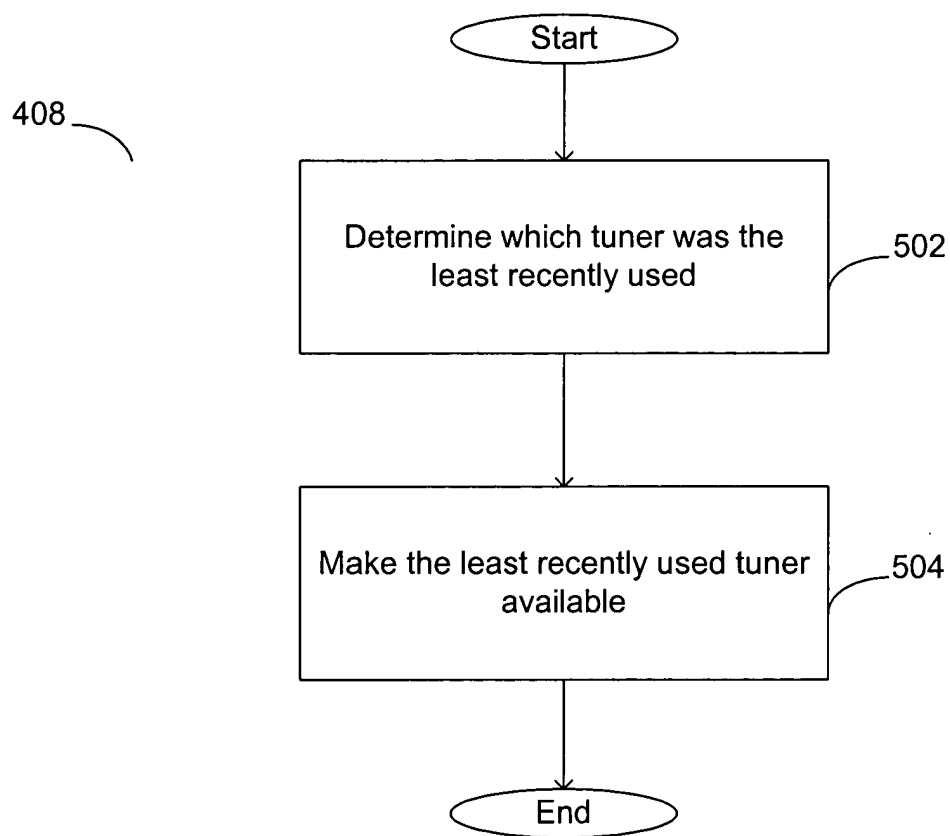 Start
408
Determine which tuner was the
least recently used
502
Make the least recently used tuner
available
504
End